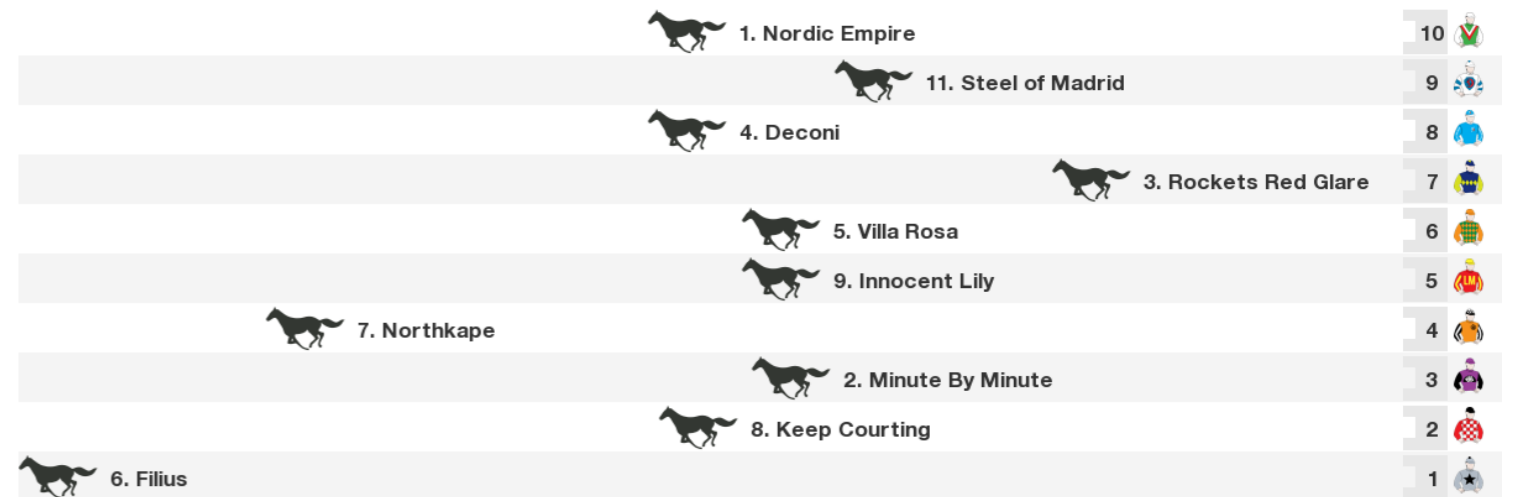 1. Nordic Empire 10
11. Steel of Madrid 9
4. Deconi 8
3. Rockets Red Glare 7
5. Villa Rosa 6
9. Innocent Lily 5
LM
7. Northkape 4
2. Minute By Minute 3
8. Keep Courting 2
6. Filius 1